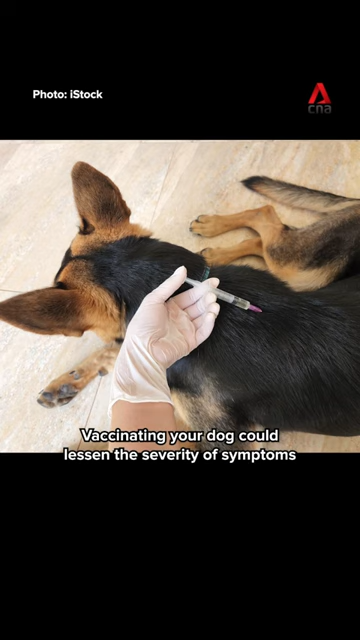 Photo: iStock
cna
Vaccinating your dog could
lessen the severity of symptoms